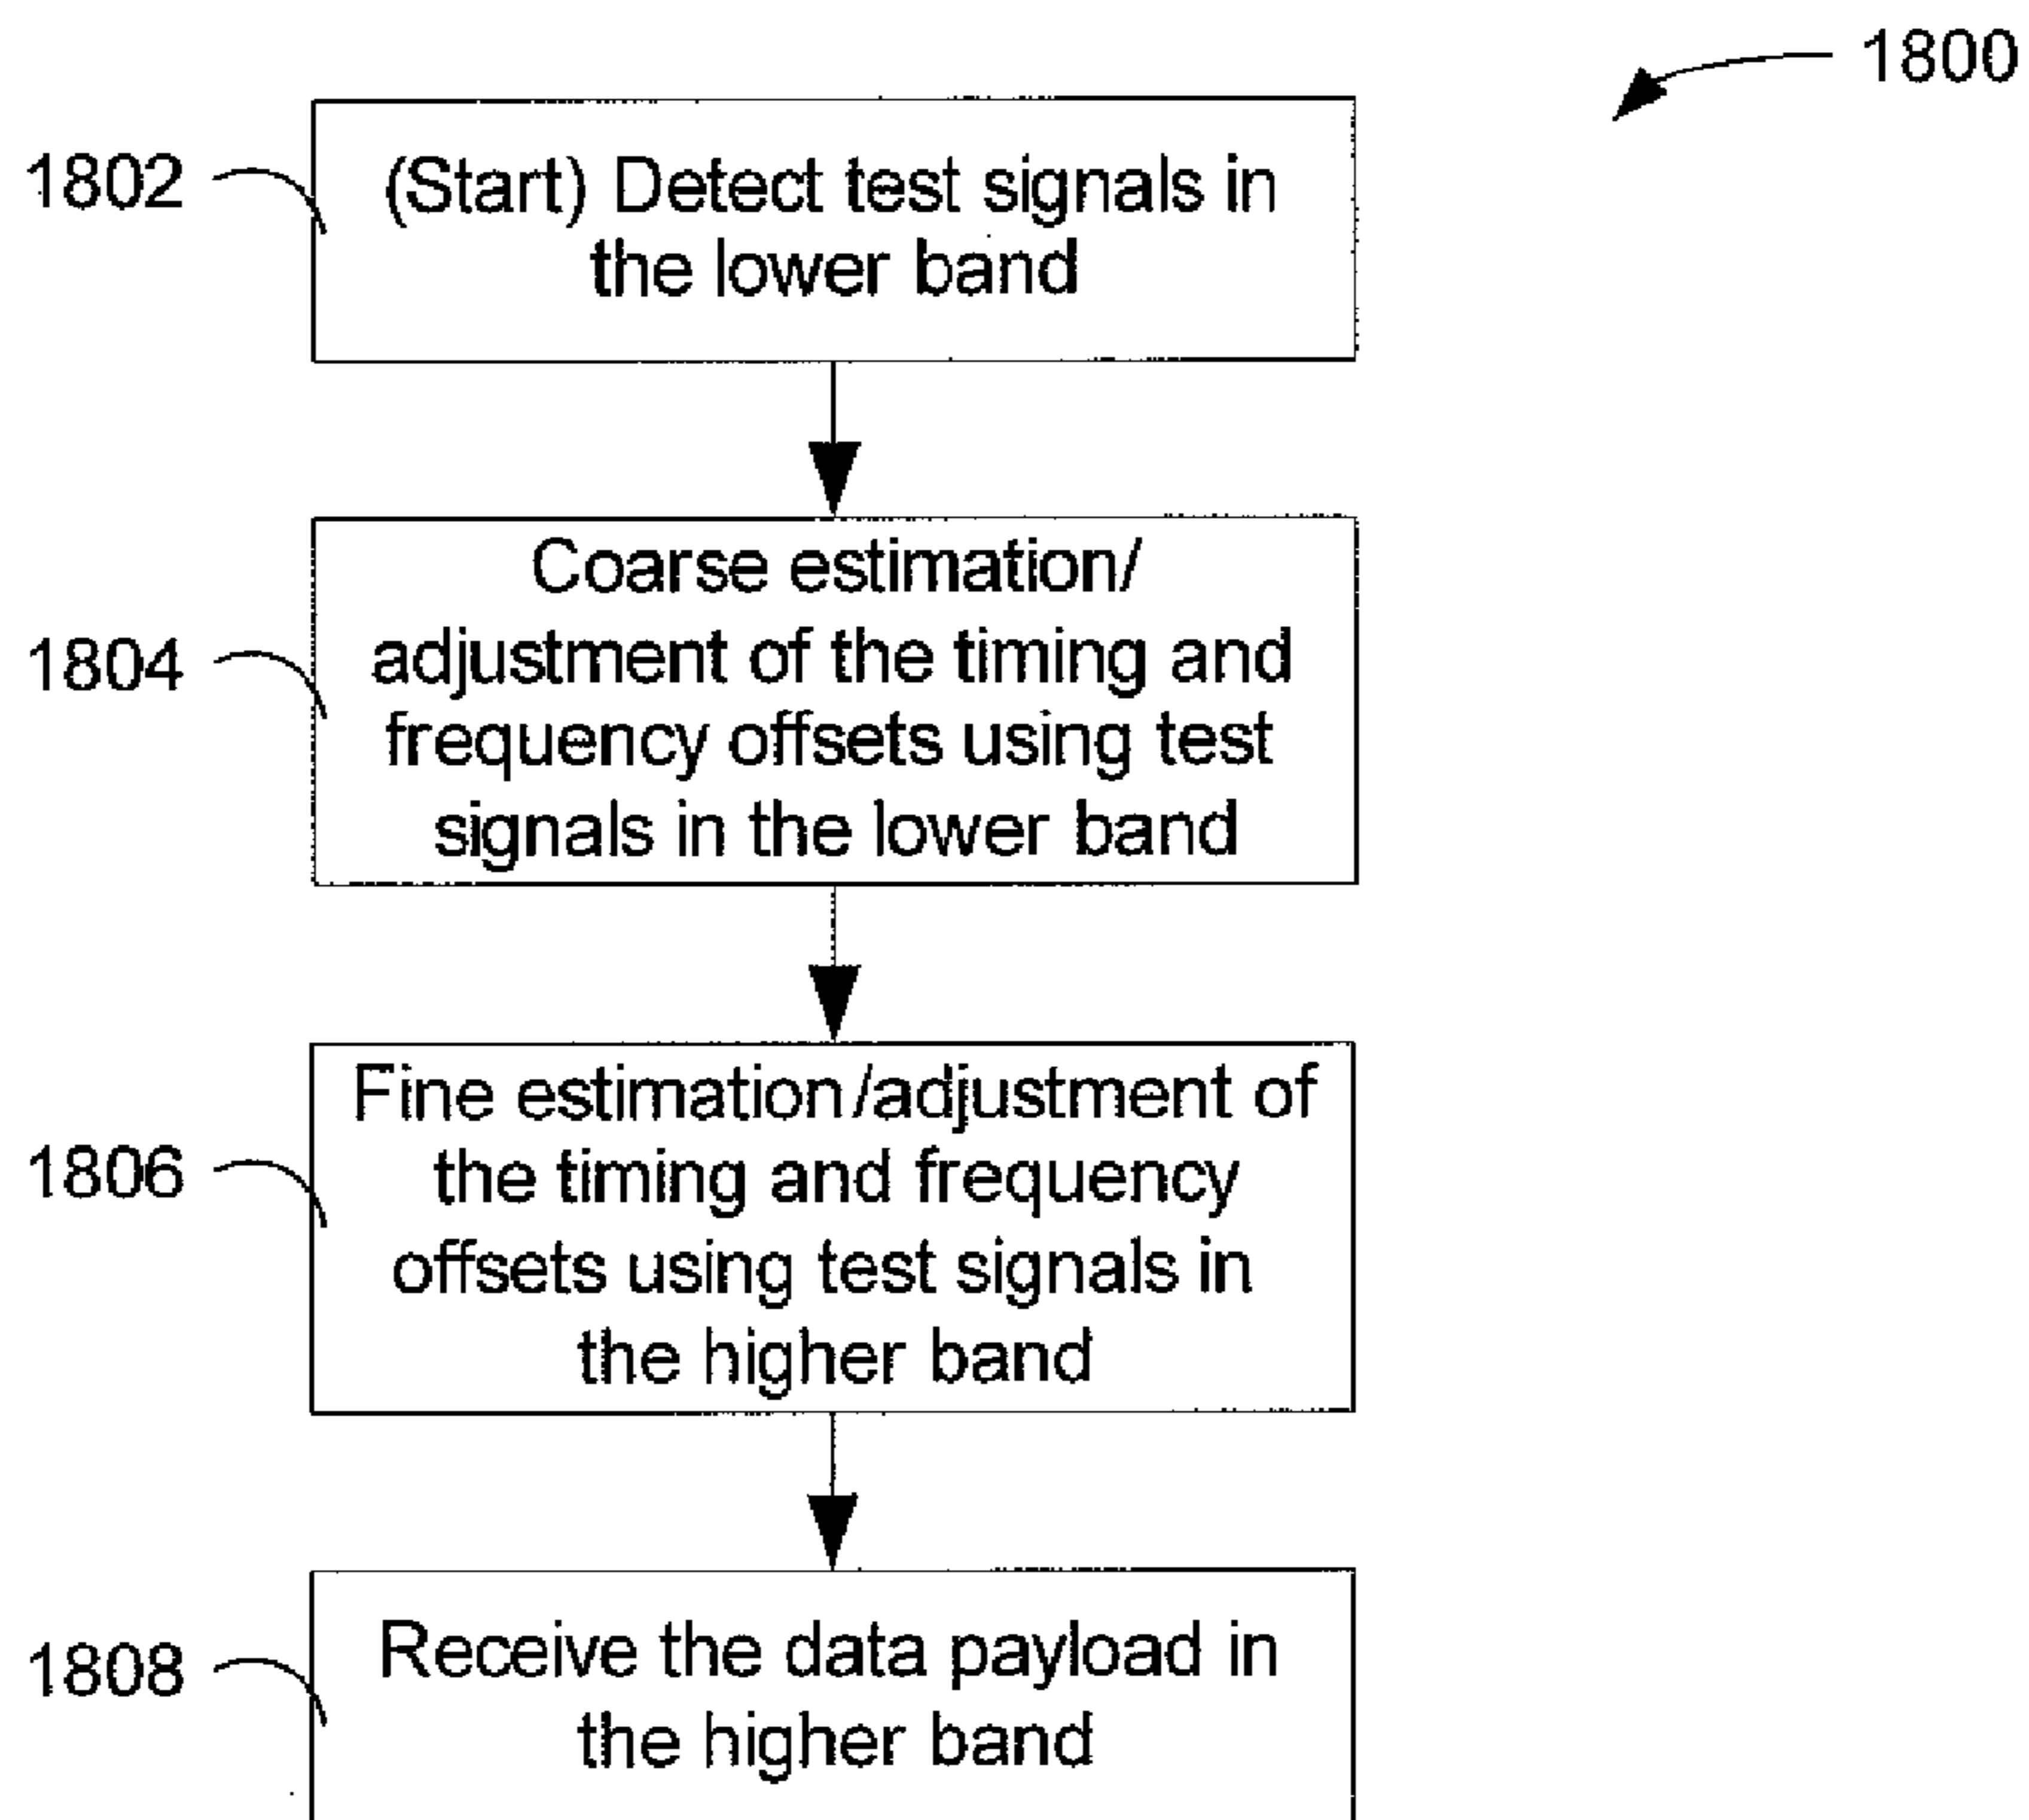 1800
1802
(Start) Detect test signals in
the lower band
1804
Coarse estimation/
adjustment of the timing and
frequency offsets using test
signals in the lower band
1806
Fine estimation/adjustment of
the timing and frequency
offsets using test signals in
the higher band
1808
Receive the data payload in
the higher band